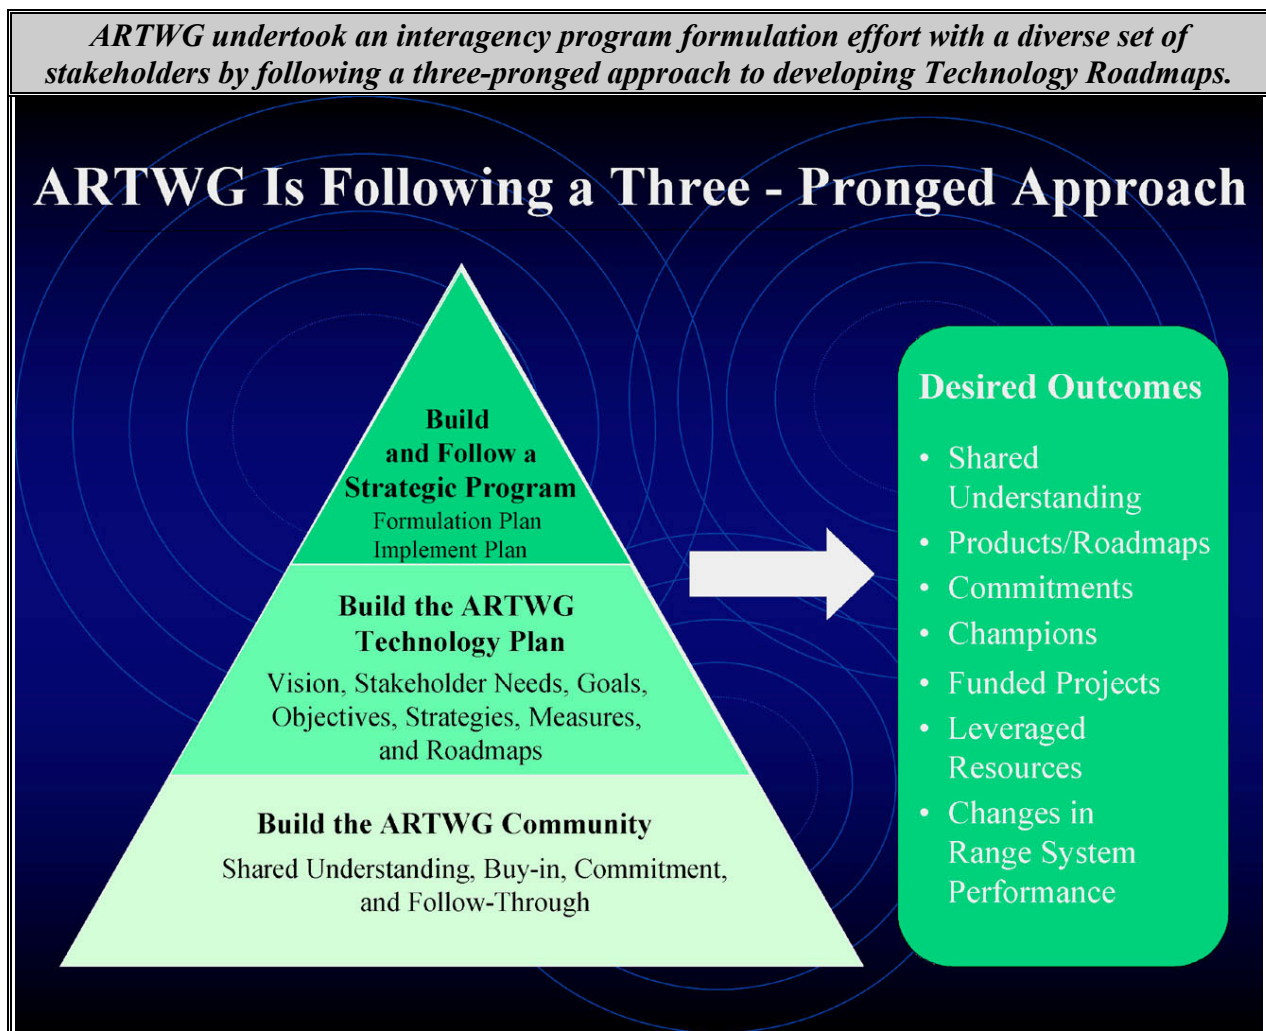 ARTWG undertook an interagency program formulation effort with a diverse set of
stakeholders by following a three-pronged approach to developing Technology Roadmaps.
ARTWG Is Following a Three - Pronged Approach
Build
and Follow a
Strategic Program
Formulation Plan
Implement Plan
Build the ARTWG
Technology Plan
Vision, Stakeholder Needs, Goals,
Objectives, Strategies, Measures,
and Roadmaps
Build the ARTWG Community
Shared Understanding, Buy-in, Commitment,
and Follow-Through
Desired Outcomes
• Shared
Understanding
• Products/Roadmaps
• Commitments
• Champions
• Funded Projects
• Leveraged
Resources
• Changes in
Range System
Performance